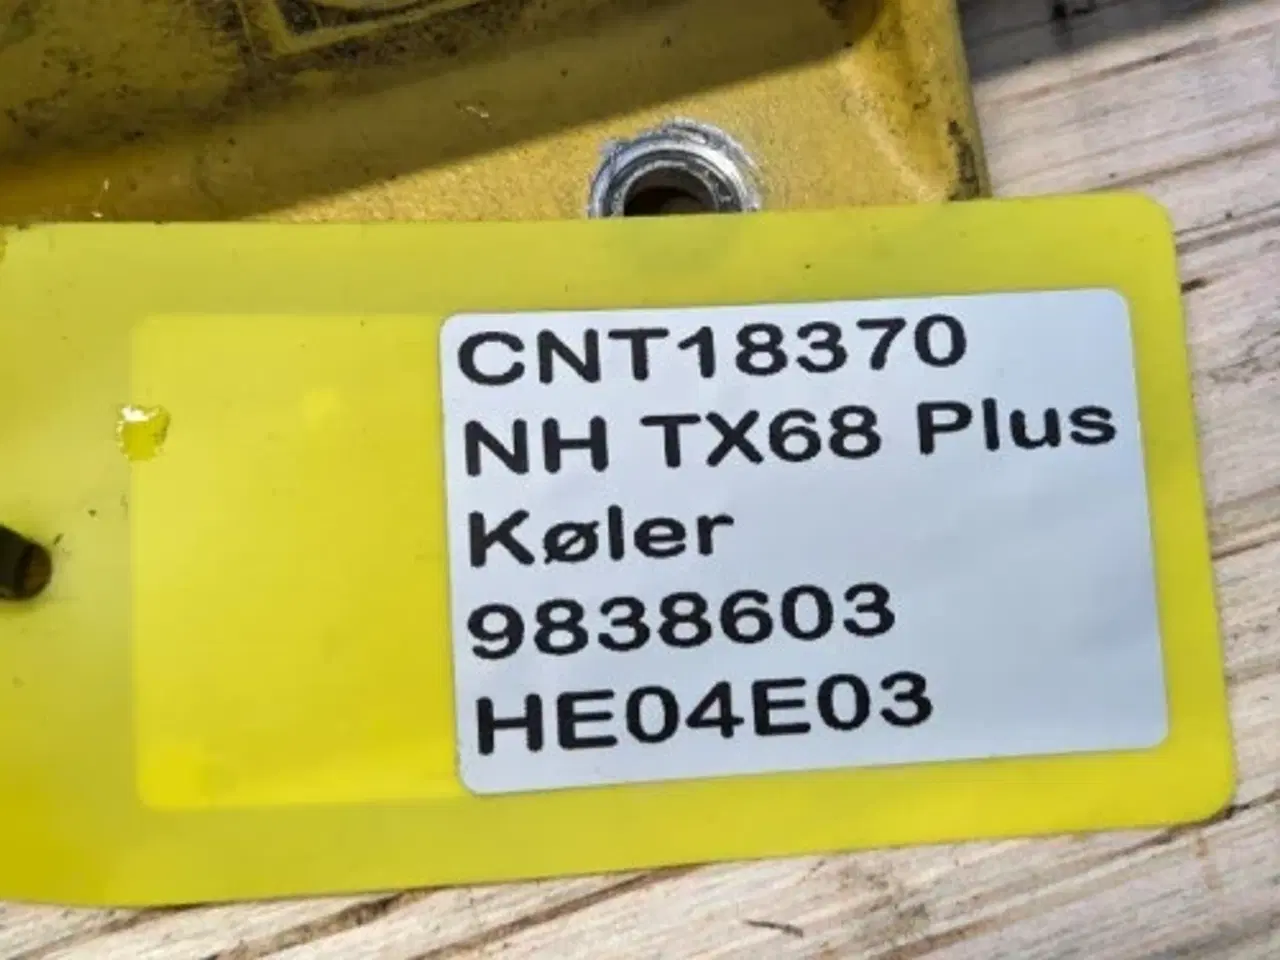 CNT18370
NH TX68 Plus
Køler
9838603
HE04E03